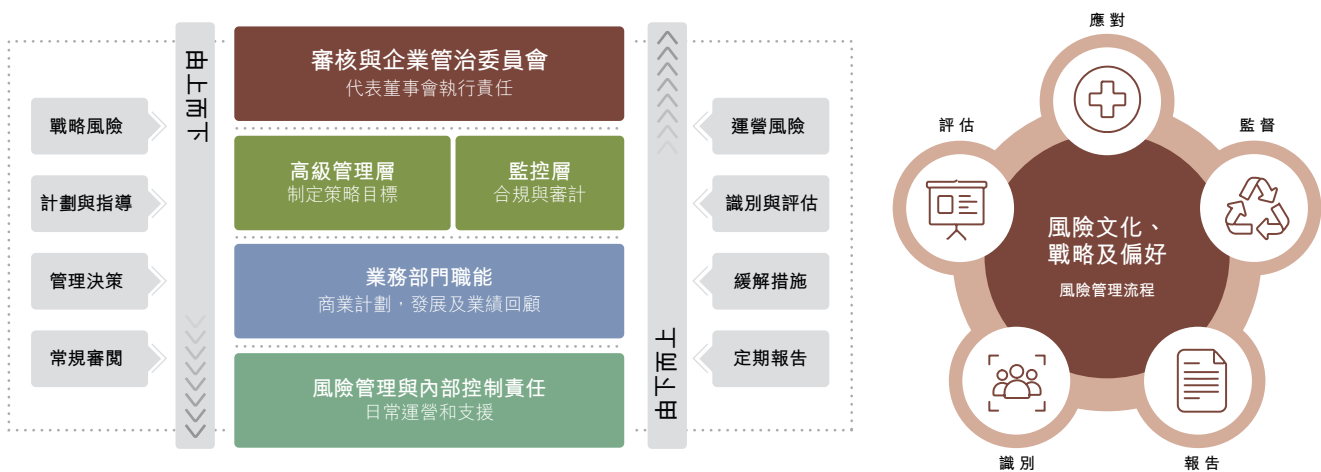 由上而下
戰略風險
計劃與指導
管理決策
常規審閱
審核與企業管治委員會
代表董事會執行責任
高級管理層
制定策略目標
監控層
合規與審計
業務部門職能
商業計劃，發展及業績回顧
風險管理與內部控制責任
日常運營和支援
由下而上
運營風險
識別與評估
緩解措施
定期報告
應對
評估
監督
風險文化、
戰略及偏好
風險管理流程
識別
報告